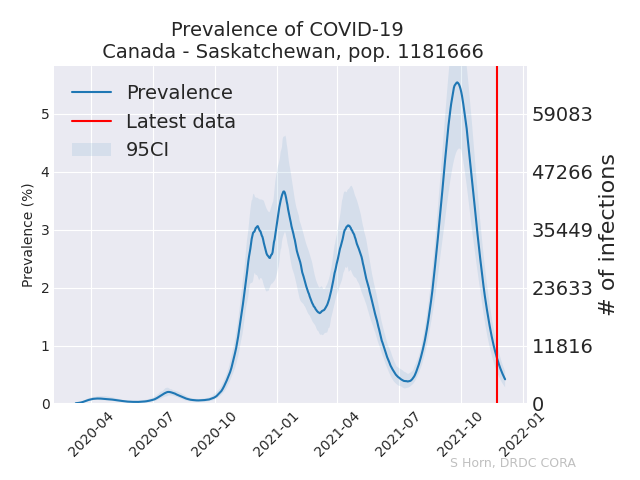 Prevalence of COVID-19
Canada - Saskatchewan, pop. 1181666
Prevalence
Latest data
95CI
Prevalence (%)
5
4
3
2
1
0
59083
47266
35449
23633
11816
0
# of infections
2020-04
2020-07
2020-10
2021-01
2021-04
2021-07
2021-10
2022-01
S Horn, DRDC CORA